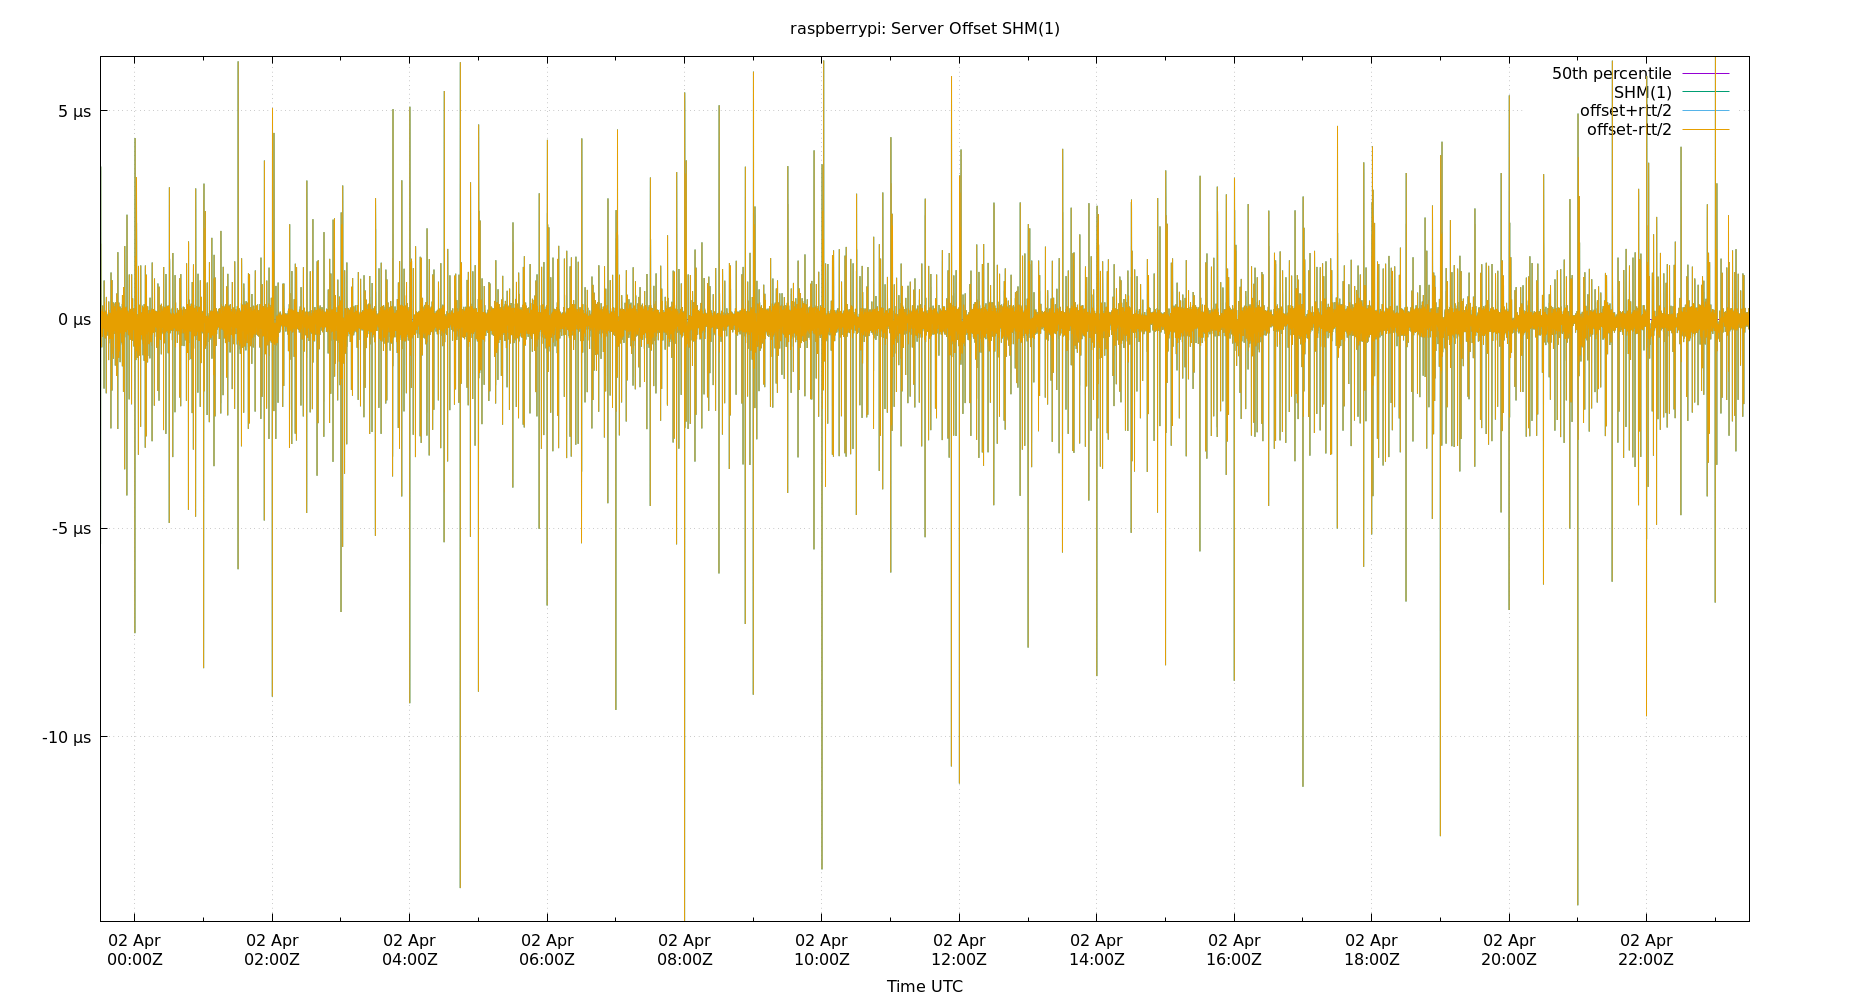 raspberrypi: Server Offset SHM(1)
50th percentile
SHM(1)
offset+rtt/2
offset-rtt/2
5 µs
0 µs
-5 µs
-10 µs
02 Apr 02 Apr 02 Apr 02 Apr 02 Apr 02 Apr 02 Apr 02 Apr 02 Apr 02 Apr 02 Apr 02 Apr
00:00Z 02:00Z 04:00Z 06:00Z 08:00Z 10:00Z 12:00Z 14:00Z 16:00Z 18:00Z 20:00Z 22:00Z
Time UTC